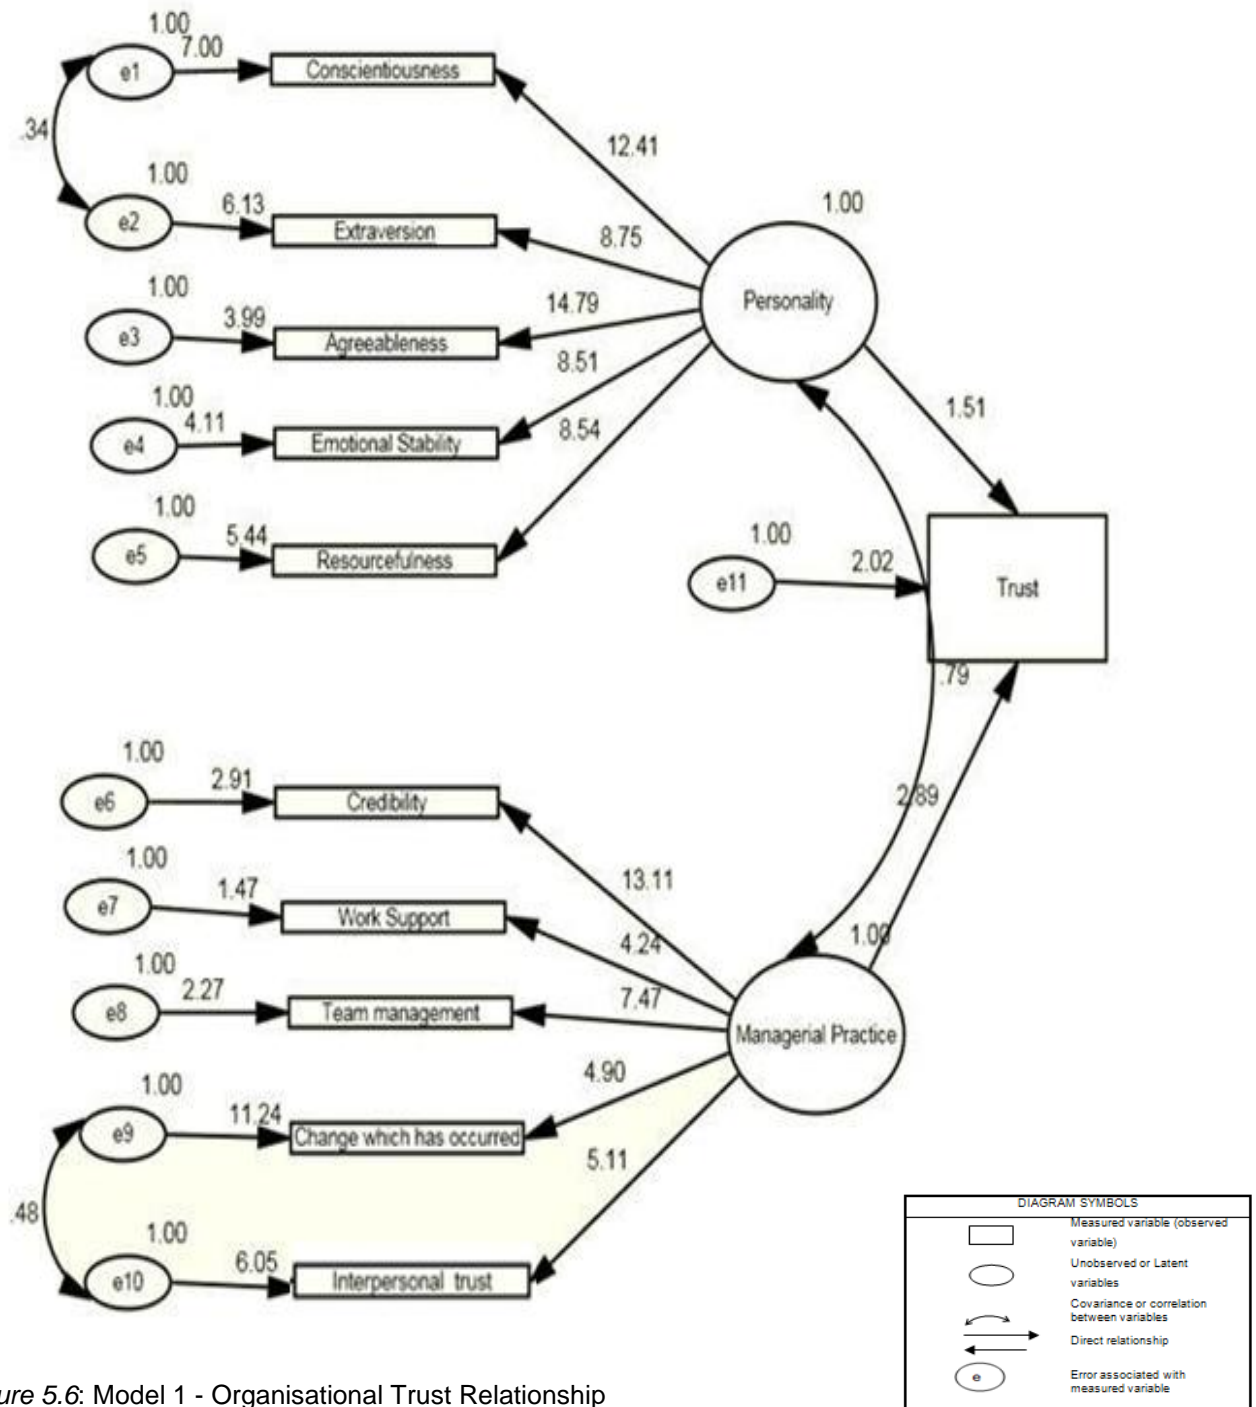 1.00
7.00
e1
Conscientiousness
12.41
.34
1.00
6.13
e2
Extraversion
8.75
1.00
Personality
1.00
3.99
e3
Agreeableness
14.79
1.00
4.11
e4
Emotional Stability
8.51
1.00
5.44
e5
Resourcefulness
8.54
1.51
1.00
2.02
e11
Trust
.79
2.89
1.00
1.00
2.91
e6
Credibility
13.11
1.00
1.47
e7
Work Support
4.24
1.00
2.27
e8
Team management
7.47
Managerial Practice
1.00
11.24
e9
Change which has occurred
4.90
.48
1.00
6.05
e10
Interpersonal trust
5.11
DIAGRAM SYMBOLS
Measured variable (observed
variable)
Unobserved or Latent
variables
Covariance or correlation
between variables
Direct relationship
e
Error associated with
measured variable
ure 5.6: Model 1 - Organisational Trust Relationship